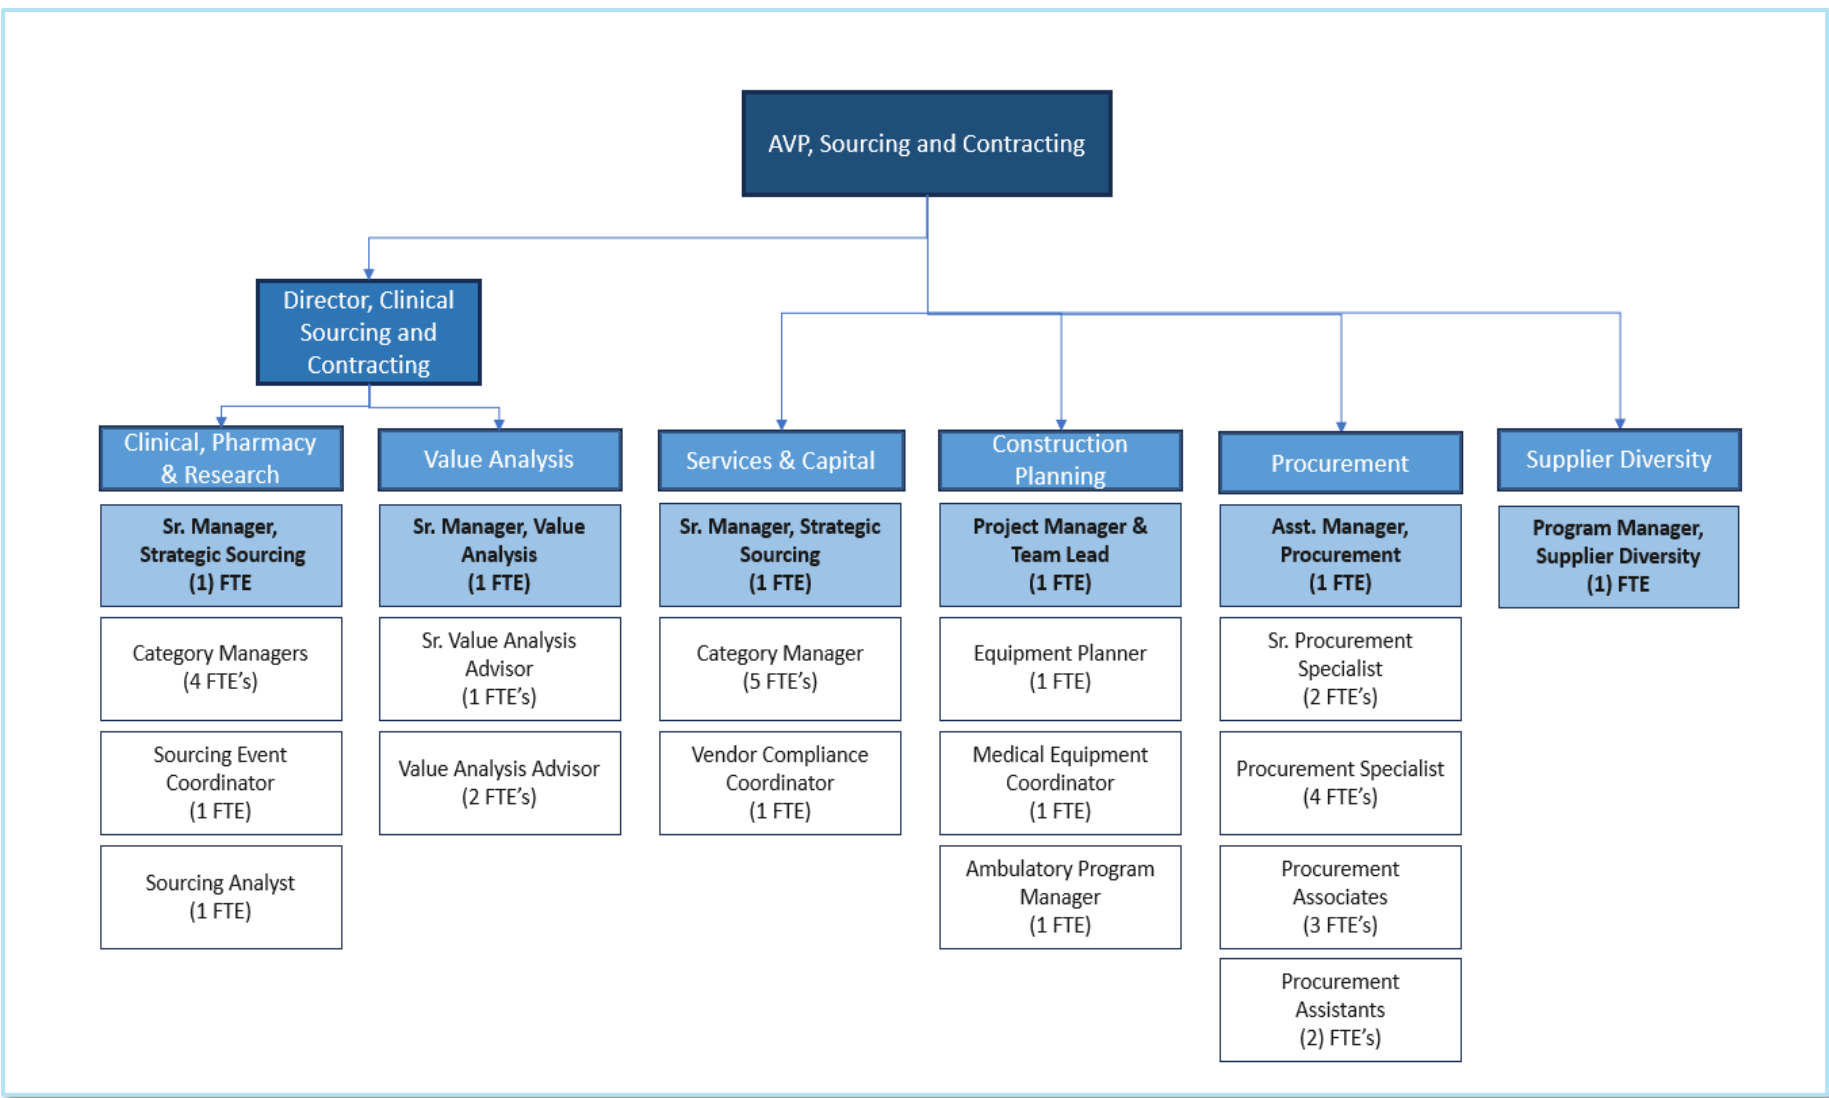 AVP, Sourcing and Contracting
Director, Clinical
Sourcing and
Contracting
Clinical, Pharmacy
& Research
Sr. Manager,
Strategic Sourcing
(1) FTE
Category Managers
(4 FTE’s)
Sourcing Event
Coordinator
(1 FTE)
Sourcing Analyst
(1 FTE)
Value Analysis
Sr. Manager, Value
Analysis
(1 FTE)
Sr. Value Analysis
Advisor
(1 FTE’s)
Value Analysis Advisor
(2 FTE’s)
Services & Capital
Sr. Manager, Strategic
Sourcing
(1 FTE)
Category Manager
(5 FTE’s)
Vendor Compliance
Coordinator
(1 FTE)
Construction
Planning
Project Manager &
Team Lead
(1 FTE)
Equipment Planner
(1 FTE)
Medical Equipment
Coordinator
(1 FTE)
Ambulatory Program
Manager
(1 FTE)
Procurement
Asst. Manager,
Procurement
(1 FTE)
Sr. Procurement
Specialist
(2 FTE’s)
Procurement Specialist
(4 FTE’s)
Procurement
Associates
(3 FTE’s)
Procurement
Assistants
(2) FTE’s)
Supplier Diversity
Program Manager,
Supplier Diversity
(1) FTE